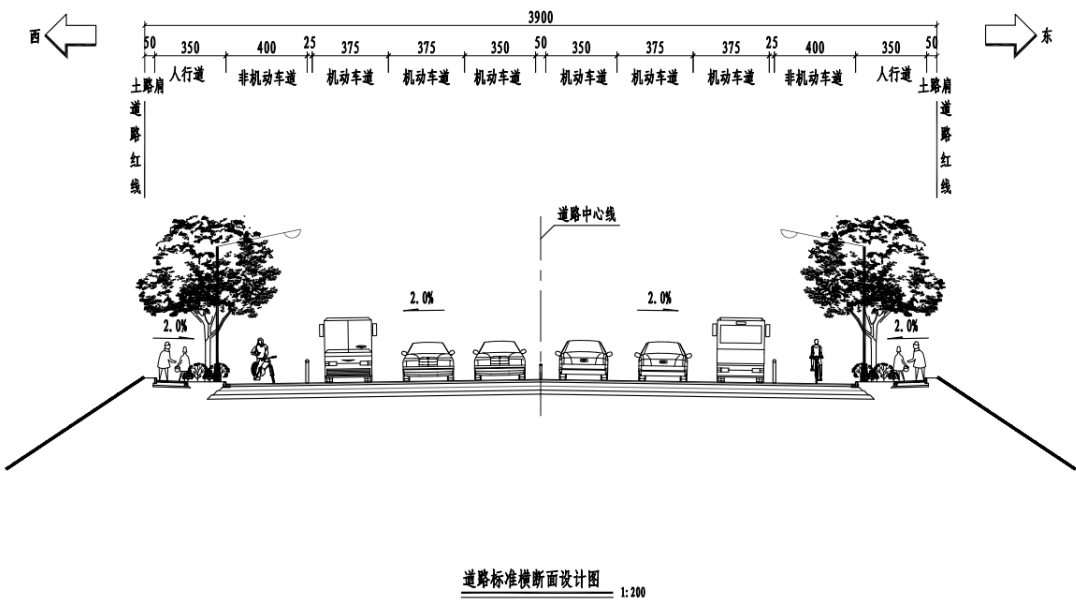 3900
西
东
50 350 400 25 375 375 350 50 350 375 375 25 400 350 50
人行道 非机动车道 机动车道 机动车道 机动车道 机动车道 机动车道 机动车道 非机动车道 人行道
土路肩
土路肩
道路红线
道路红线
道路中心线
2.0%
2.0%
2.0%
2.0%
道路标准横断面设计图
1:200